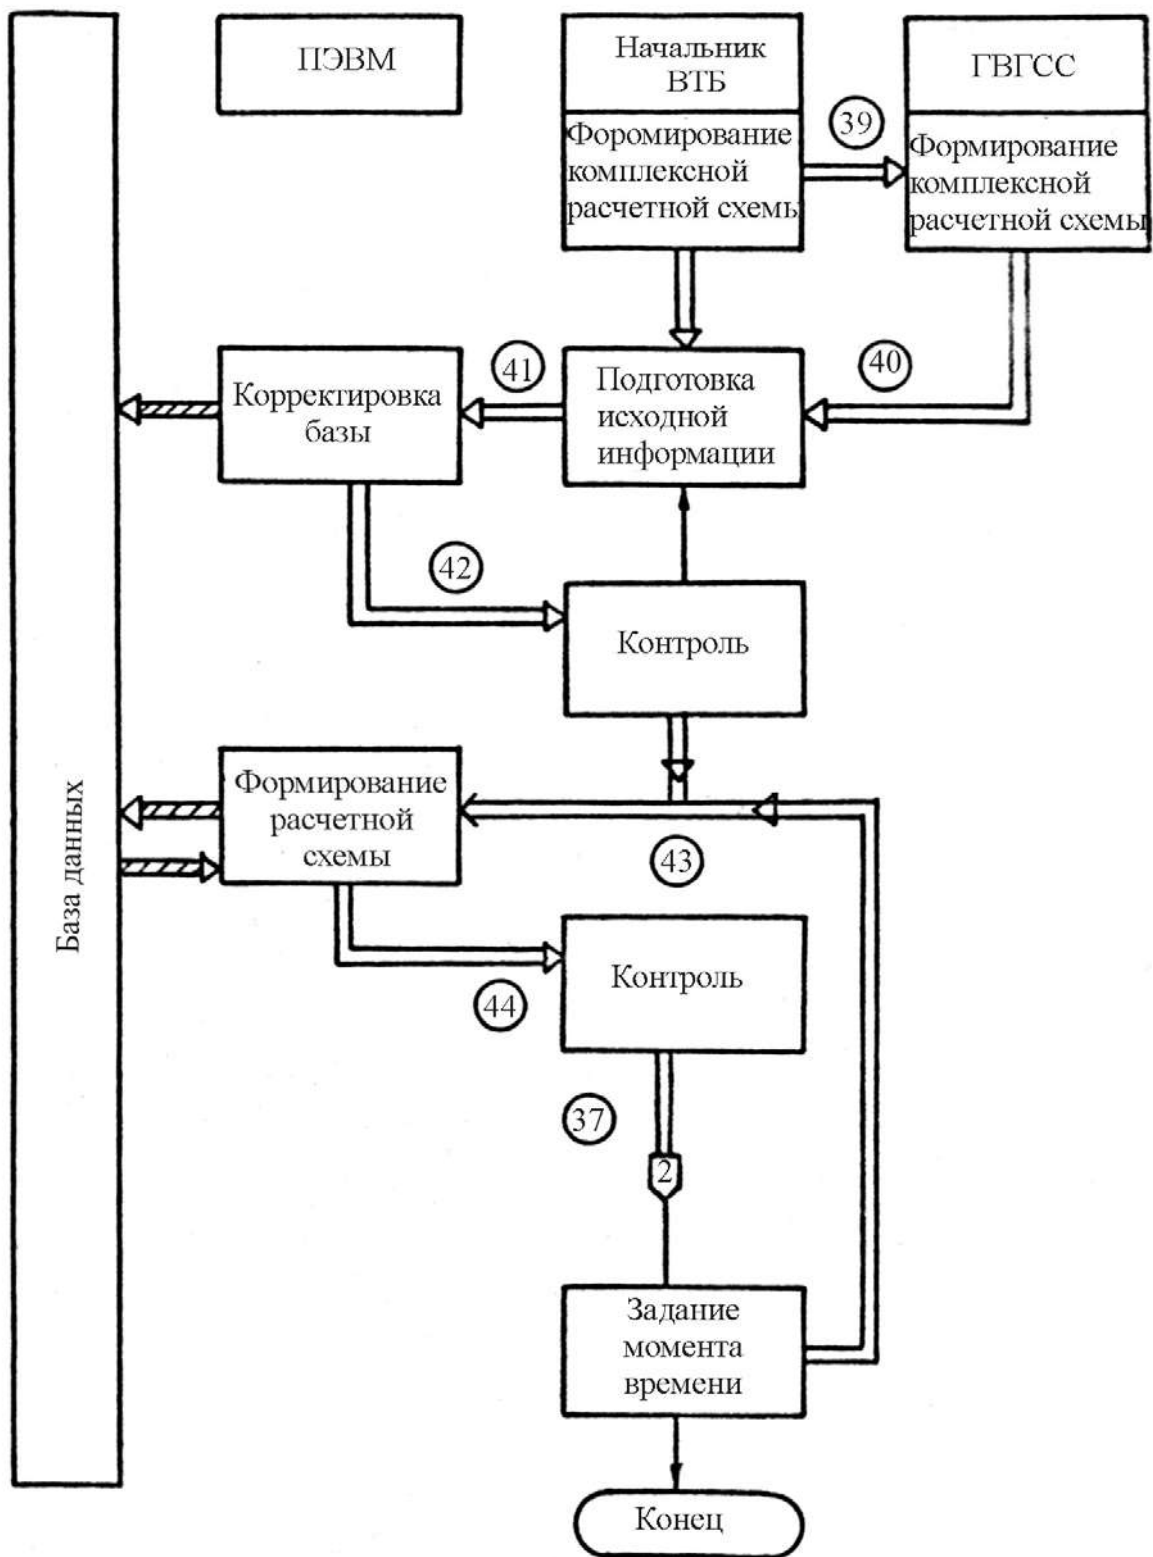 ПЭВМ
Начальник
ВТБ
ГВГСС
39
Форомирование
комплексной
расчетной схемы
Формирование
комплексной
расчетной схемы
41
40
Корректировка
базы
Подготовка
исходной
информации
42
Контроль
Формирование
расчетной
схемы
43
База данных
Контроль
44
37
2
Задание
момента
времени
Конец